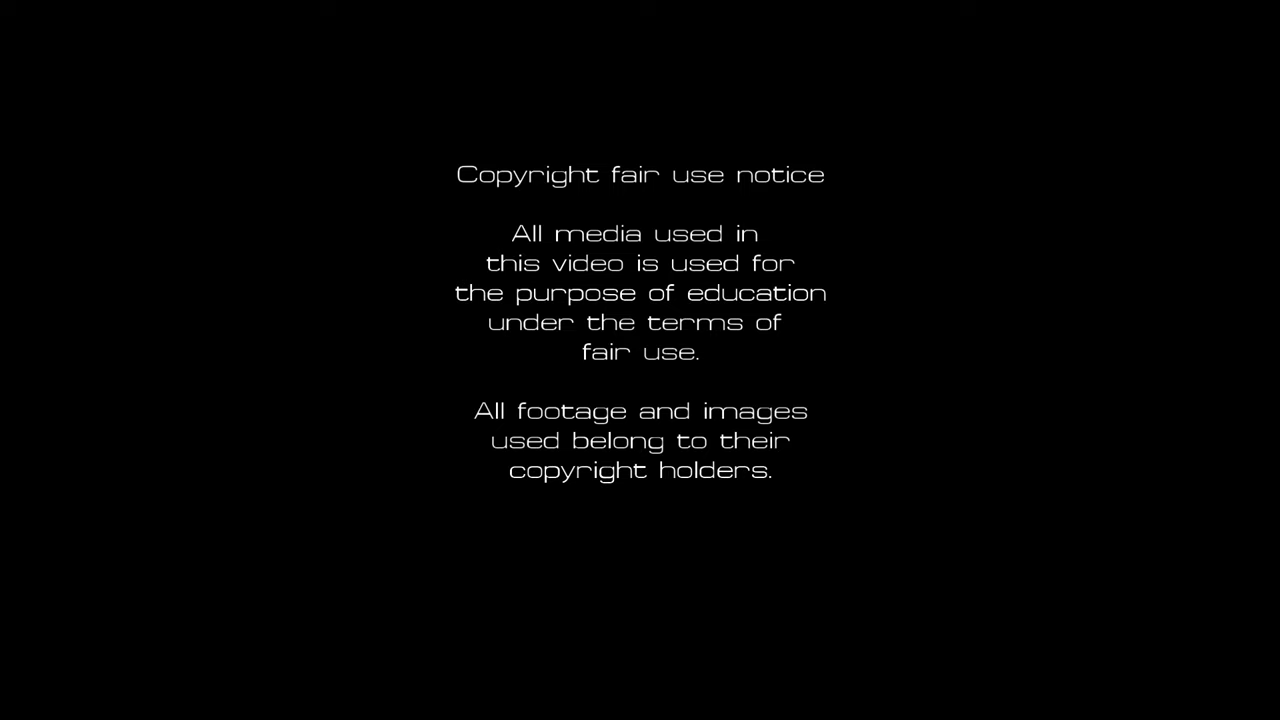 Copyright fair use notice
All media used in
this video is used for
the purpose of education
under the terms of
fair use.
All footage and images
used belong to their
copyright holders.